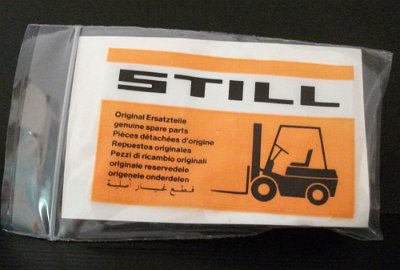 STILL
Original Ersatzteile
genuine spare parts
Pièces détachées d'origine
Repuestos originales
Pezzi di ricambio originali
originale reservedele
origenele onderdelen
قطع غيار أصلية